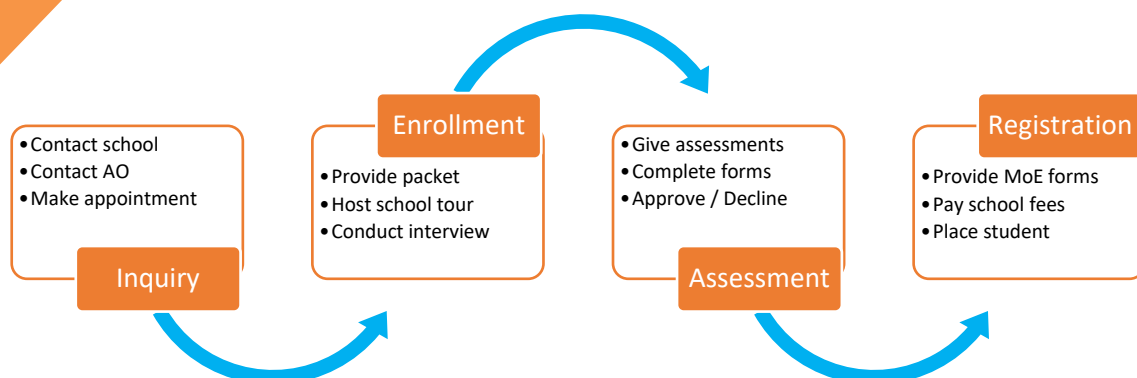 • Contact school
• Contact AO
• Make appointment
Inquiry
Enrollment
• Provide packet
• Host school tour
• Conduct interview
• Give assessments
• Complete forms
• Approve / Decline
Assessment
Registration
• Provide MoE forms
• Pay school fees
• Place student